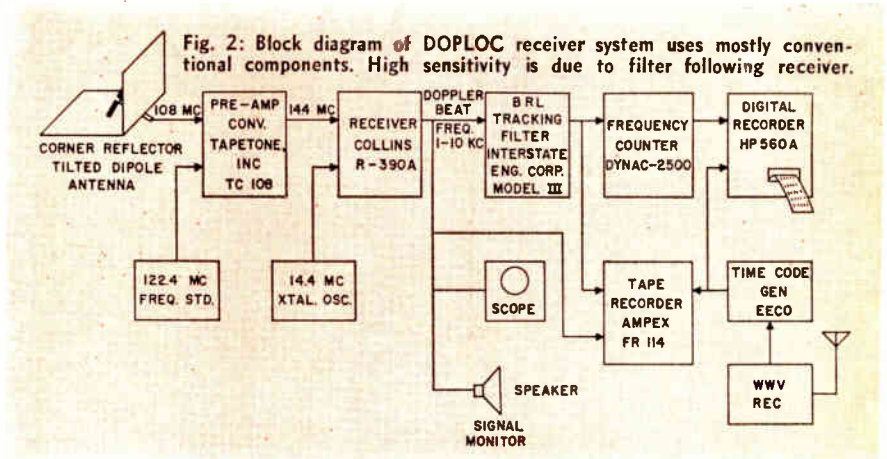 Fig. 2: Block diagram of DOPLOC receiver system uses mostly conven-
tional components. High sensitivity is due to filter following receiver.
108 MC
CORNER REFLECTOR
TILTED DIPOLE
ANTENNA
PRE-AMP
CONV.
TAPETONE,
INC
TC 108
144 MC
RECEIVER
COLLINS
R-390A
DOPPLER
BEAT
FREQ.
1-10 KC
BRL
TRACKING
FILTER
INTERSTATE
ENG. CORP.
MODEL III
FREQUENCY
COUNTER
DYNAC-2500
DIGITAL
RECORDER
HP 560A
122.4 MC
FREQ. STD.
14.4 MC
XTAL. OSC.
SCOPE
TAPE
RECORDER
AMPEX
FR 114
TIME CODE
GEN
EECO
SPEAKER
SIGNAL
MONITOR
WWV
REC